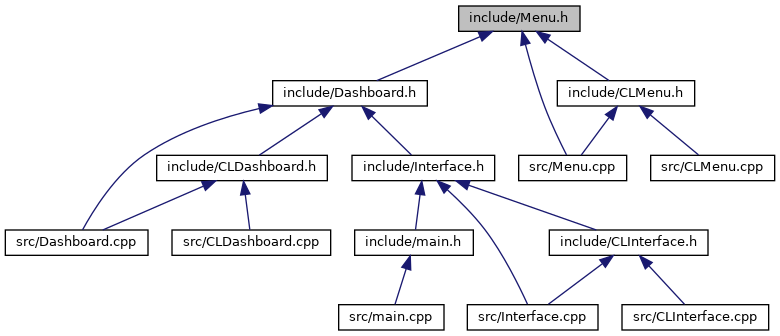 include/Menu.h
include/Dashboard.h
include/CLMenu.h
include/CLDashboard.h
include/Interface.h
src/Menu.cpp
src/CLMenu.cpp
src/Dashboard.cpp
src/CLDashboard.cpp
include/main.h
include/CLInterface.h
src/main.cpp
src/Interface.cpp
src/CLInterface.cpp